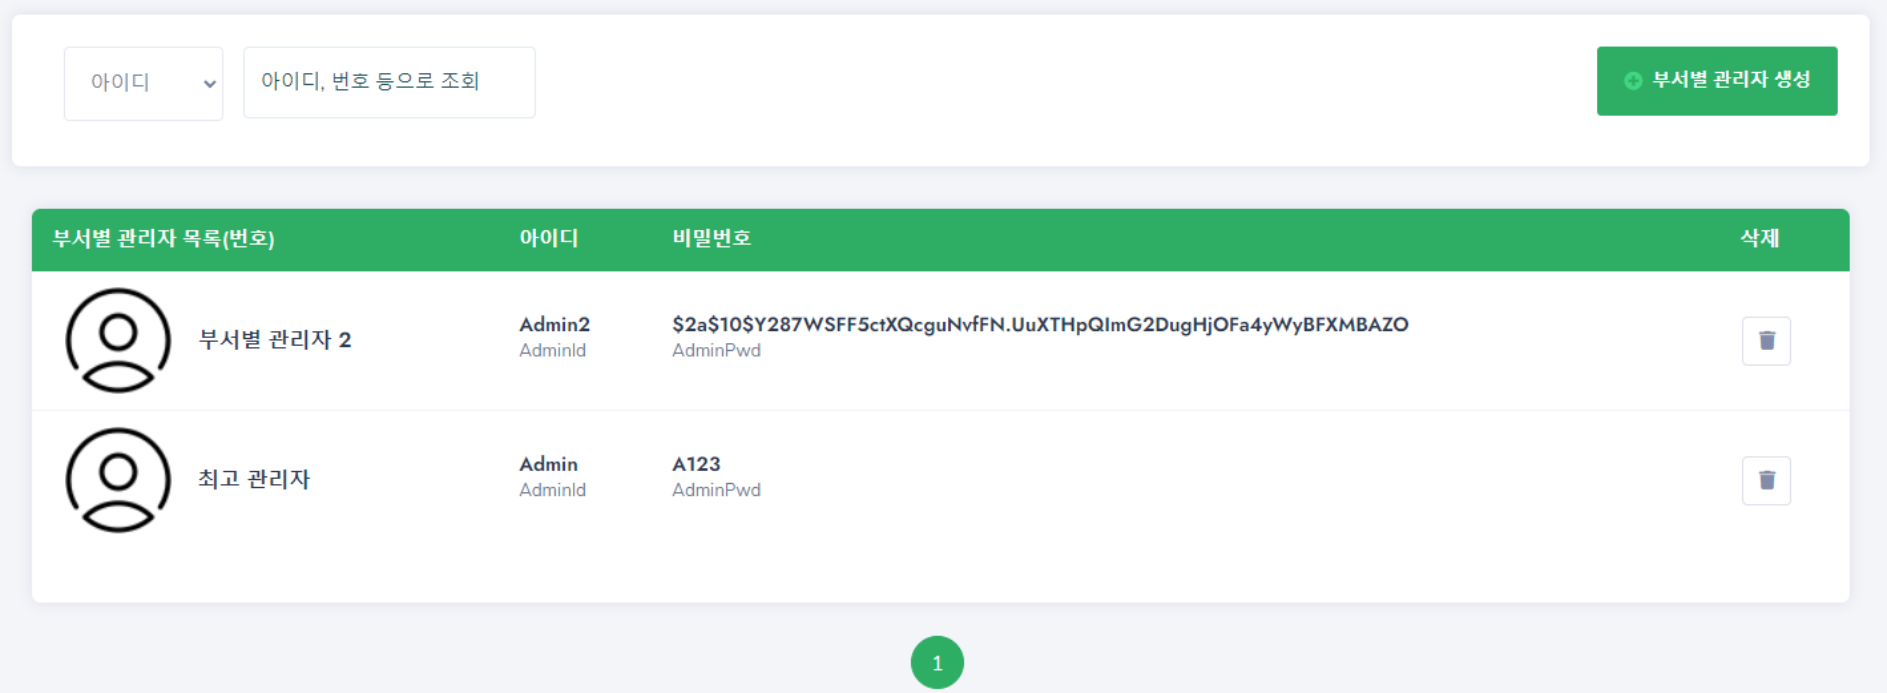 아이디
아이디, 번호 등으로 조회
부서별 관리자 생성
부서별 관리자 목록(번호) 아이디 비밀번호 삭제
부서별 관리자 2
Admin2
AdminId
$2a$10$Y287WSFF5ctXQcguNvfFN.UuXTHpQImG2DugHjOFa4yWyBFXMBAZO
AdminPwd
최고 관리자
Admin
AdminId
A123
AdminPwd
1